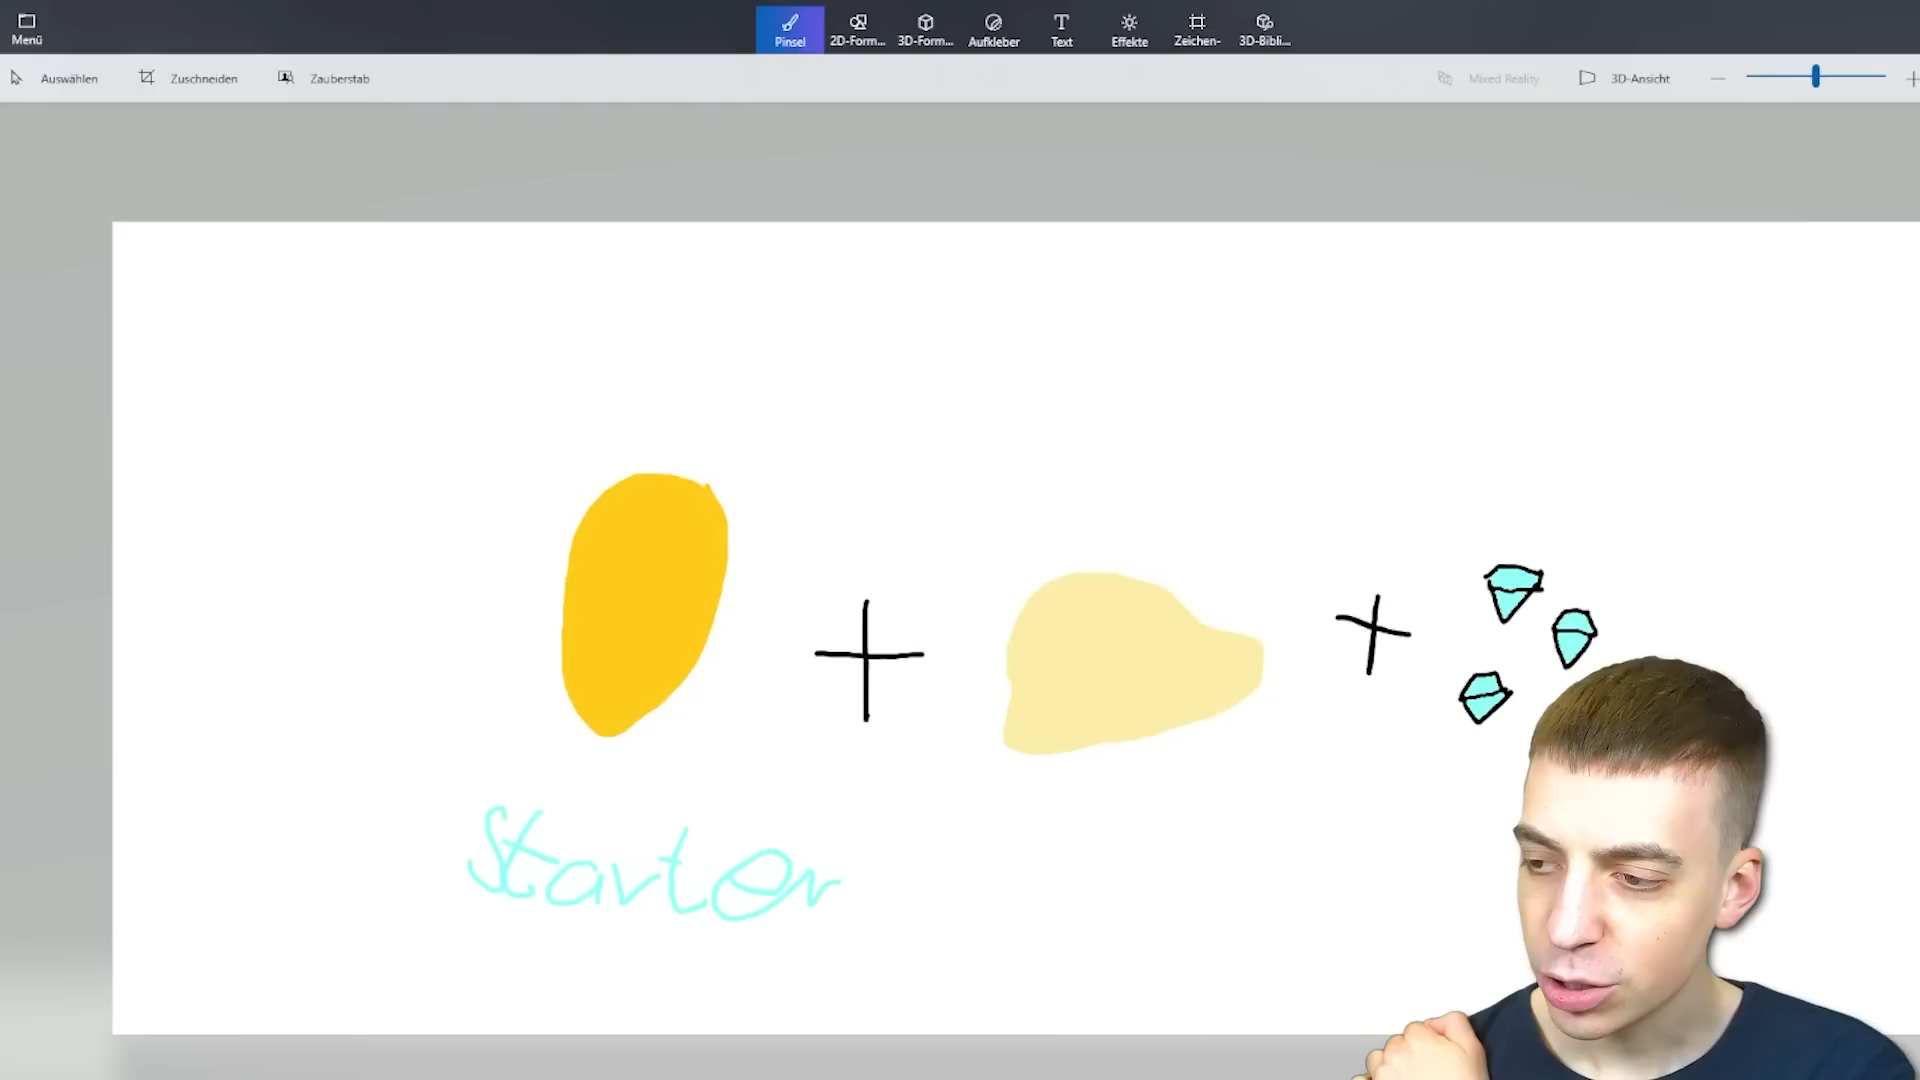 Menü
Pinsel
2D-Form...
3D-Form...
Aufkleber
Text
Effekte
Zeichen-
3D-Bibli...
Auswählen
Zuschneiden
Zauberstab
Mixed Reality
3D-Ansicht
Starter